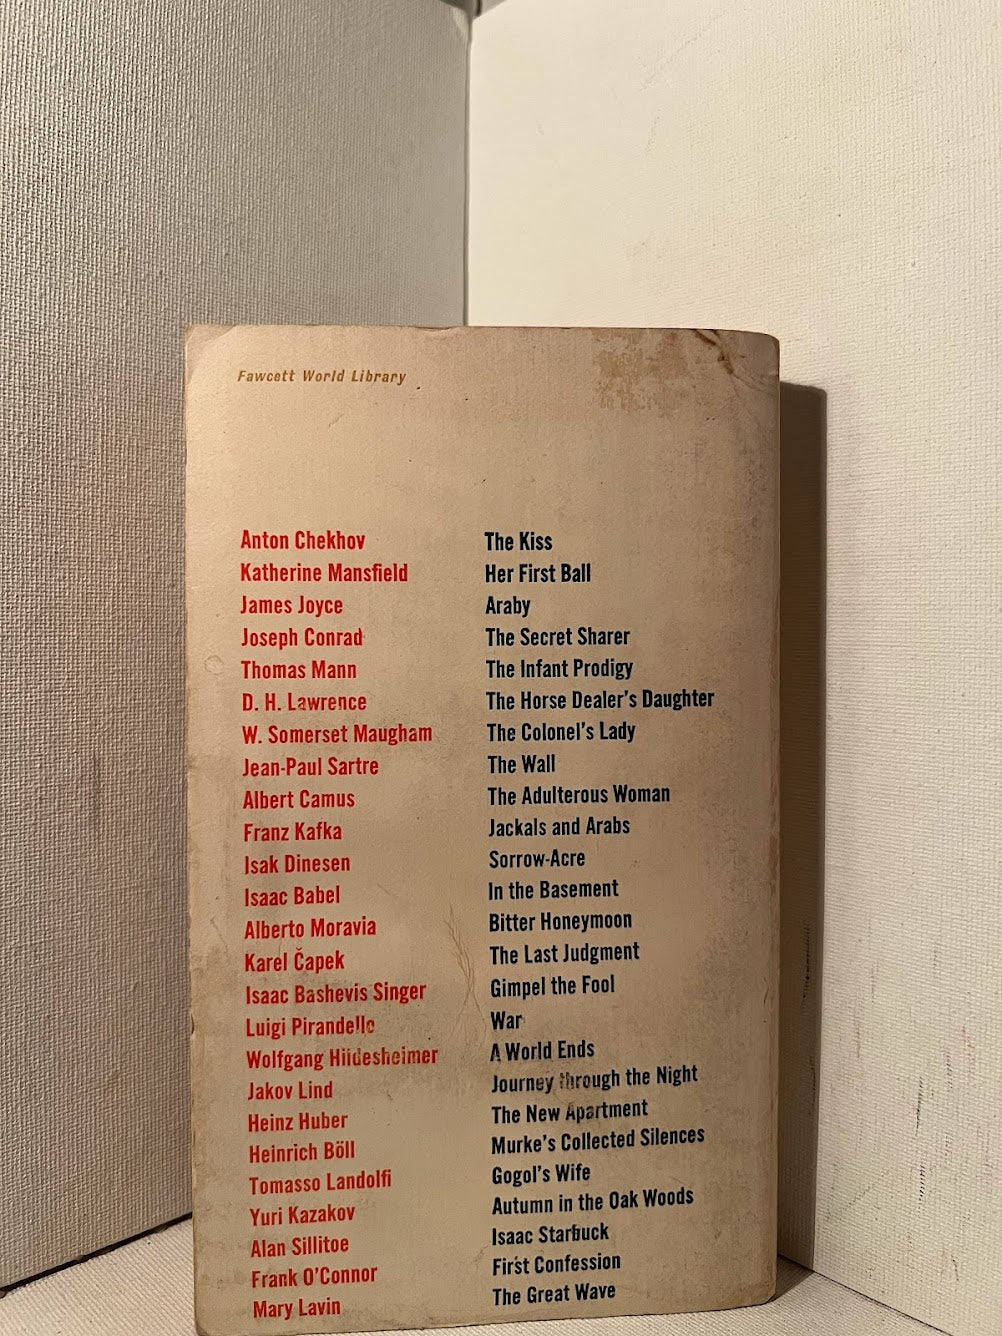 Fawcett World Library
Anton Chekhov The Kiss
Katherine Mansfield Her First Ball
James Joyce Araby
Joseph Conrad The Secret Sharer
Thomas Mann The Infant Prodigy
D. H. Lawrence The Horse Dealer's Daughter
W. Somerset Maugham The Colonel's Lady
Jean-Paul Sartre The Wall
Albert Camus The Adulterous Woman
Franz Kafka Jackals and Arabs
Isak Dinesen Sorrow-Acre
Isaac Babel In the Basement
Alberto Moravia Bitter Honeymoon
Karel Čapek The Last Judgment
Isaac Bashevis Singer Gimpel the Fool
Luigi Pirandello War
Wolfgang Hildesheimer A World Ends
Jakov Lind Journey through the Night
Heinz Huber The New Apartment
Heinrich Böll Murke's Collected Silences
Tomasso Landolfi Gogol's Wife
Yuri Kazakov Autumn in the Oak Woods
Alan Sillitoe Isaac Starbuck
Frank O'Connor First Confession
Mary Lavin The Great Wave